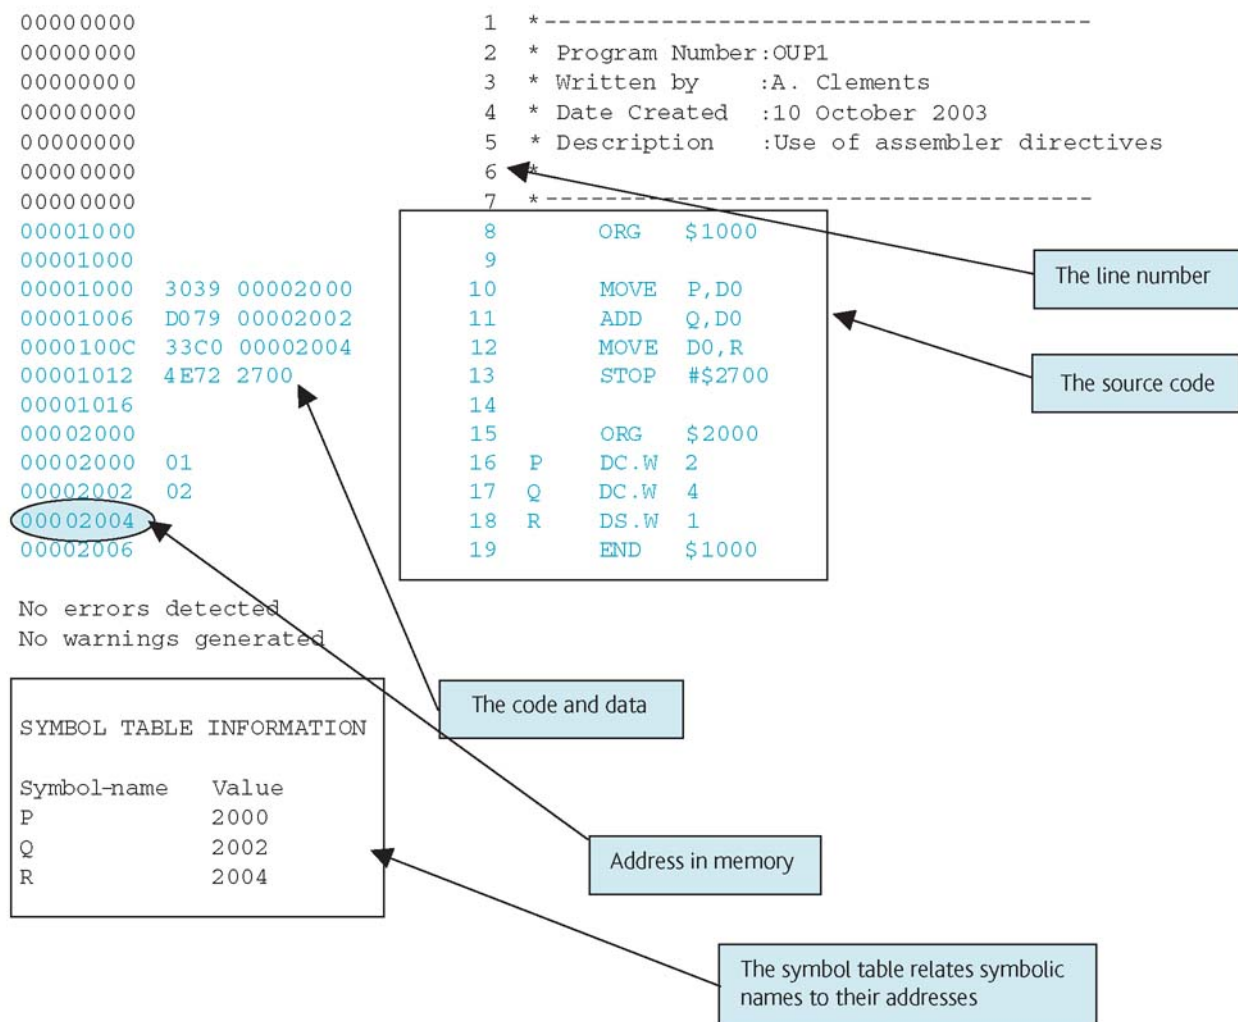 00000000 1 *-------------------------------------
00000000 2 * Program Number:OUP1
00000000 3 * Written by :A. Clements
00000000 4 * Date Created :10 October 2003
00000000 5 * Description :Use of assembler directives
00000000 6 *
00000000 7 *-------------------------------------
00001000 8 ORG $1000
00001000 9
00001000 3039 00002000 10 MOVE P,D0
00001006 D079 00002002 11 ADD Q,D0
0000100C 33C0 00002004 12 MOVE D0,R
00001012 4E72 2700 13 STOP #$2700
00001016 14
00002000 15 ORG $2000
00002000 01 16 P DC.W 2
00002002 02 17 Q DC.W 4
00002004 18 R DS.W 1
00002006 19 END $1000
The line number
The source code
No errors detected
No warnings generated
The code and data
SYMBOL TABLE INFORMATION
Symbol-name Value
P 2000
Q 2002
R 2004
Address in memory
The symbol table relates symbolic
names to their addresses